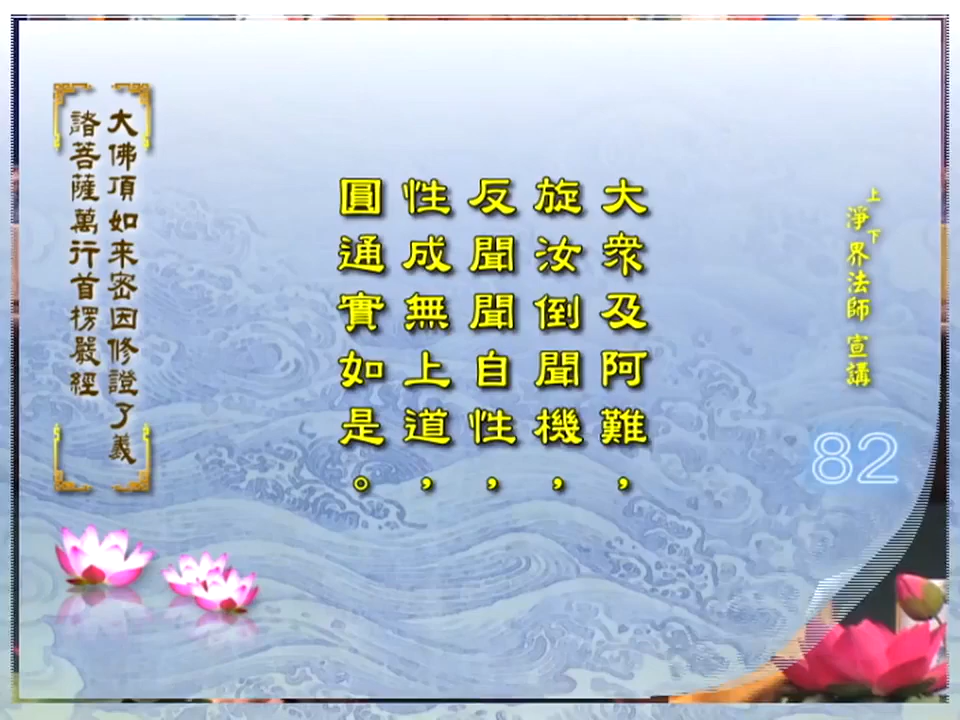 上淨下界法師 宣講
82
大衆及阿難，
旋汝倒聞機，
反聞聞自性，
性成無上道，
圓通實如是。
大佛頂如來密因修證了義
諸菩薩萬行首楞嚴經